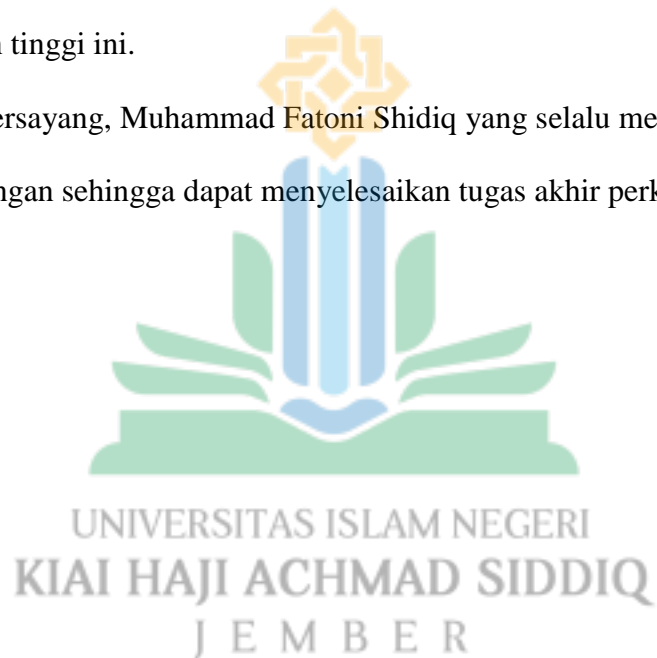 tinggi ini.
ersayang, Muhammad Fatoni Shidiq yang selalu me
ngan sehingga dapat menyelesaikan tugas akhir perk
UNIVERSITAS ISLAM NEGERI
KIAI HAJI ACHMAD SIDDIQ
JEMBER